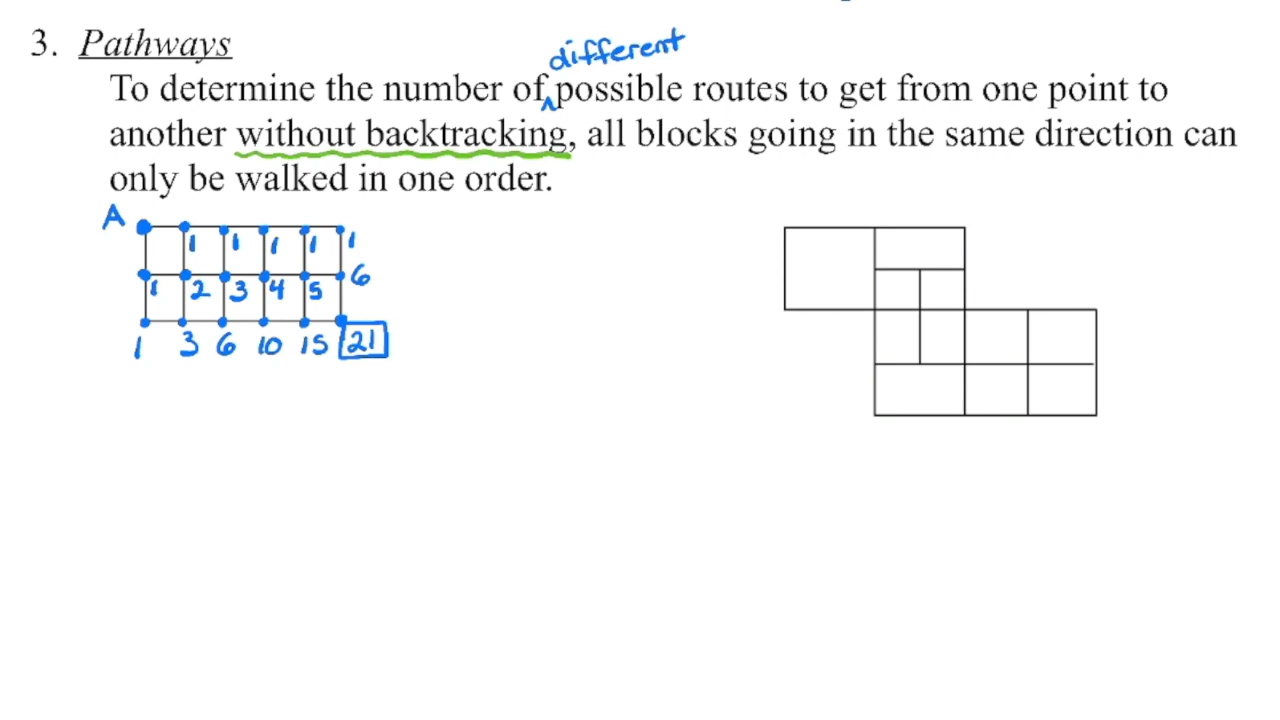 3. Pathways
different
To determine the number of ^ possible routes to get from one point to
another without backtracking, all blocks going in the same direction can
only be walked in one order.
A
1 1 1 1 1
1 2 3 4 5 6
1 3 6 10 15 21